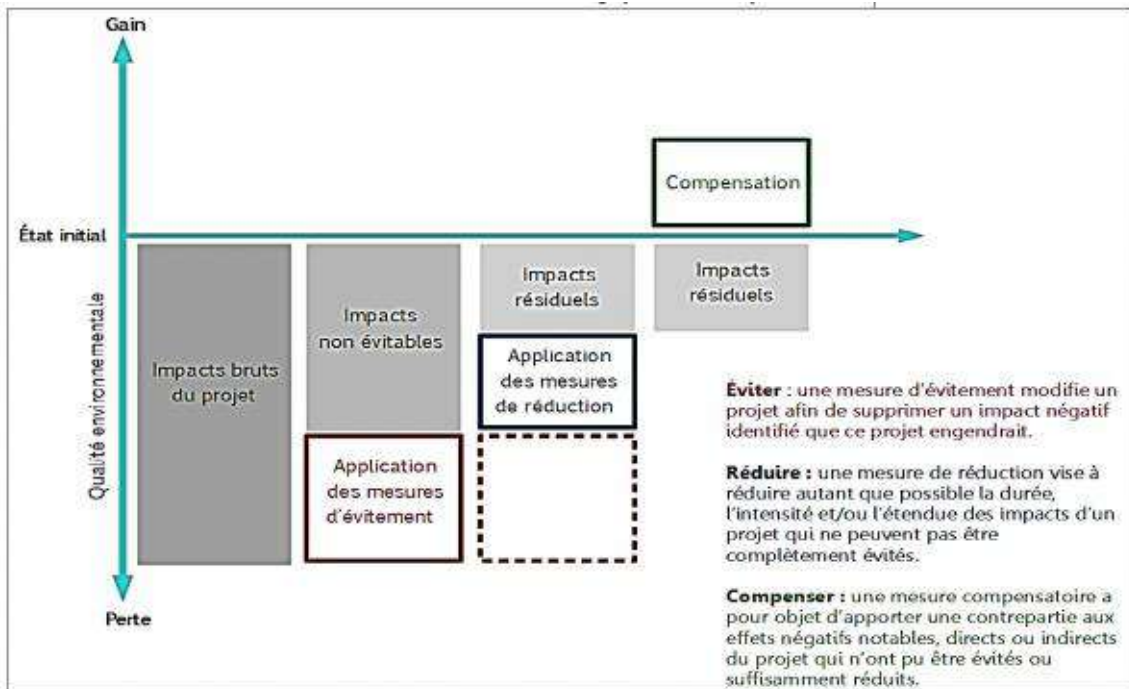 Gain
Compensation
État initial
Impacts bruts
du projet
Impacts
non évitables
Impacts
résiduels
Impacts
résiduels
Application
des mesures
de réduction
Application
des mesures
d'évitement
Qualité environnementale
Perte
Éviter : une mesure d'évitement modifie un
projet afin de supprimer un impact négatif
identifié que ce projet engendrait.
Réduire : une mesure de réduction vise à
réduire autant que possible la durée,
l'intensité et/ou l'étendue des impacts d'un
projet qui ne peuvent pas être
complètement évités.
Compenser : une mesure compensatoire a
pour objet d'apporter une contrepartie aux
effets négatifs notables, directs ou indirects
du projet qui n'ont pu être évités ou
suffisamment réduits.